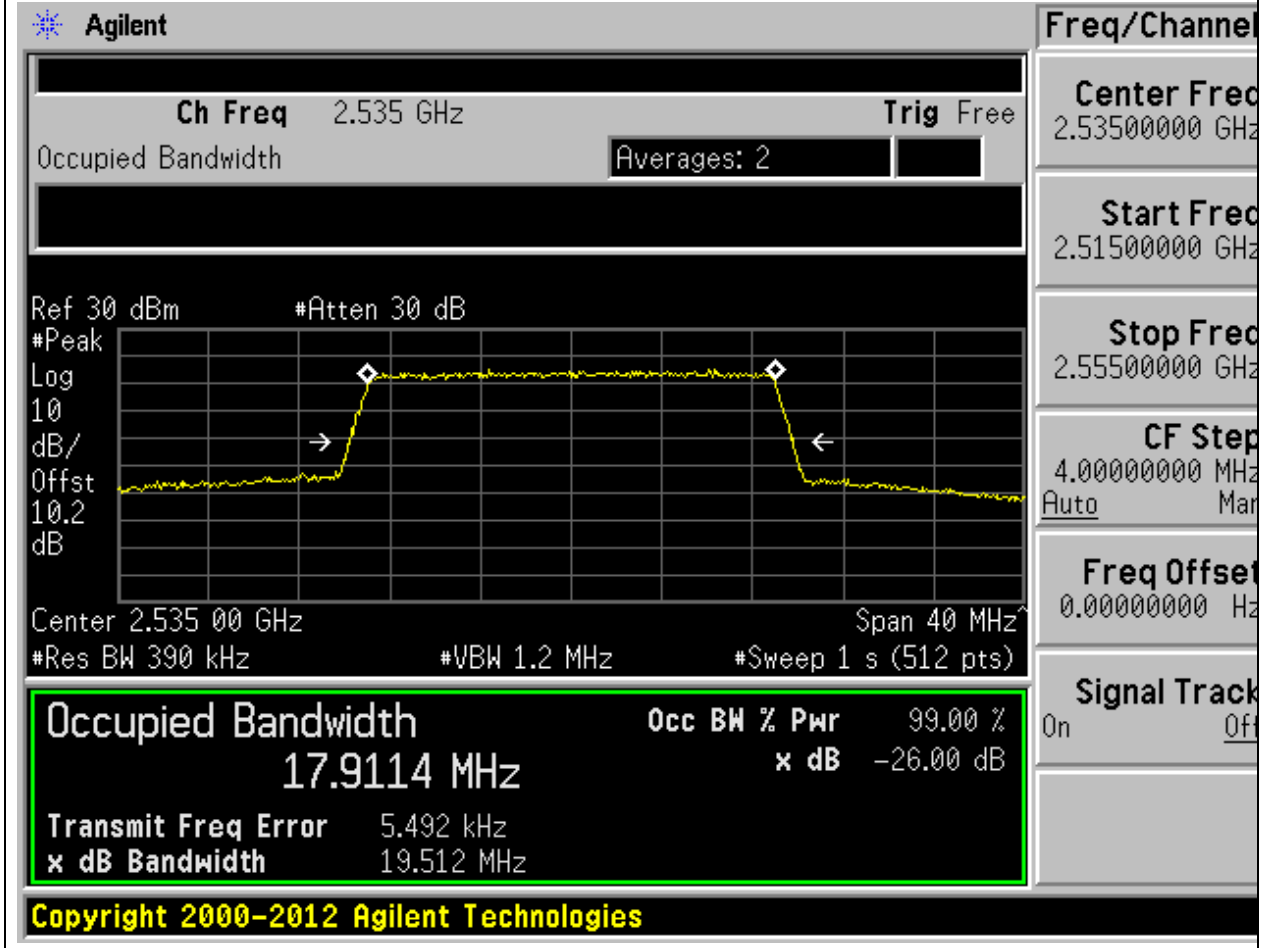 Agilent
Freq/Channel
Ch Freq 2.535 GHz Trig Free
Occupied Bandwidth Averages: 2
Center Freq
2.53500000 GHz
Start Freq
2.51500000 GHz
Stop Freq
2.55500000 GHz
CF Step
4.00000000 MHz
Auto Man
Freq Offset
0.00000000 Hz
Signal Track
On Off
Ref 30 dBm #Atten 30 dB
#Peak
Log
10
dB/
Offst
10.2
dB
Center 2.535 00 GHz Span 40 MHz^
#Res BW 390 kHz #VBW 1.2 MHz #Sweep 1 s (512 pts)
Occupied Bandwidth
17.9114 MHz
Occ BW % Pwr 99.00 %
x dB -26.00 dB
Transmit Freq Error 5.492 kHz
x dB Bandwidth 19.512 MHz
Copyright 2000-2012 Agilent Technologies